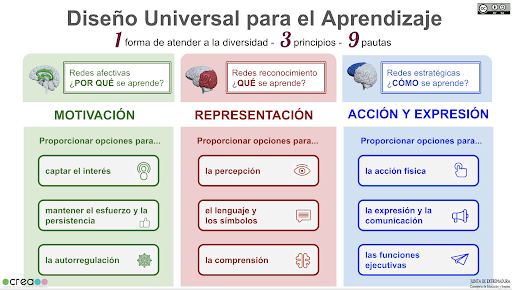 Diseño Universal para el Aprendizaje
1 forma de atender a la diversidad - 3 principios - 9 pautas
Redes afectivas
¿POR QUÉ se aprende?
MOTIVACIÓN
Proporcionar opciones para...
captar el interés
mantener el esfuerzo y la
persistencia
la autorregulación
Redes reconocimiento
¿QUÉ se aprende?
REPRESENTACIÓN
Proporcionar opciones para...
la percepción
el lenguaje y
los símbolos
la comprensión
Redes estratégicas
¿CÓMO se aprende?
ACCIÓN Y EXPRESIÓN
Proporcionar opciones para...
la acción física
la expresión y la
comunicación
las funciones
ejecutivas
crea
JUNTA DE EXTREMADURA
Consejería de Educación y Empleo